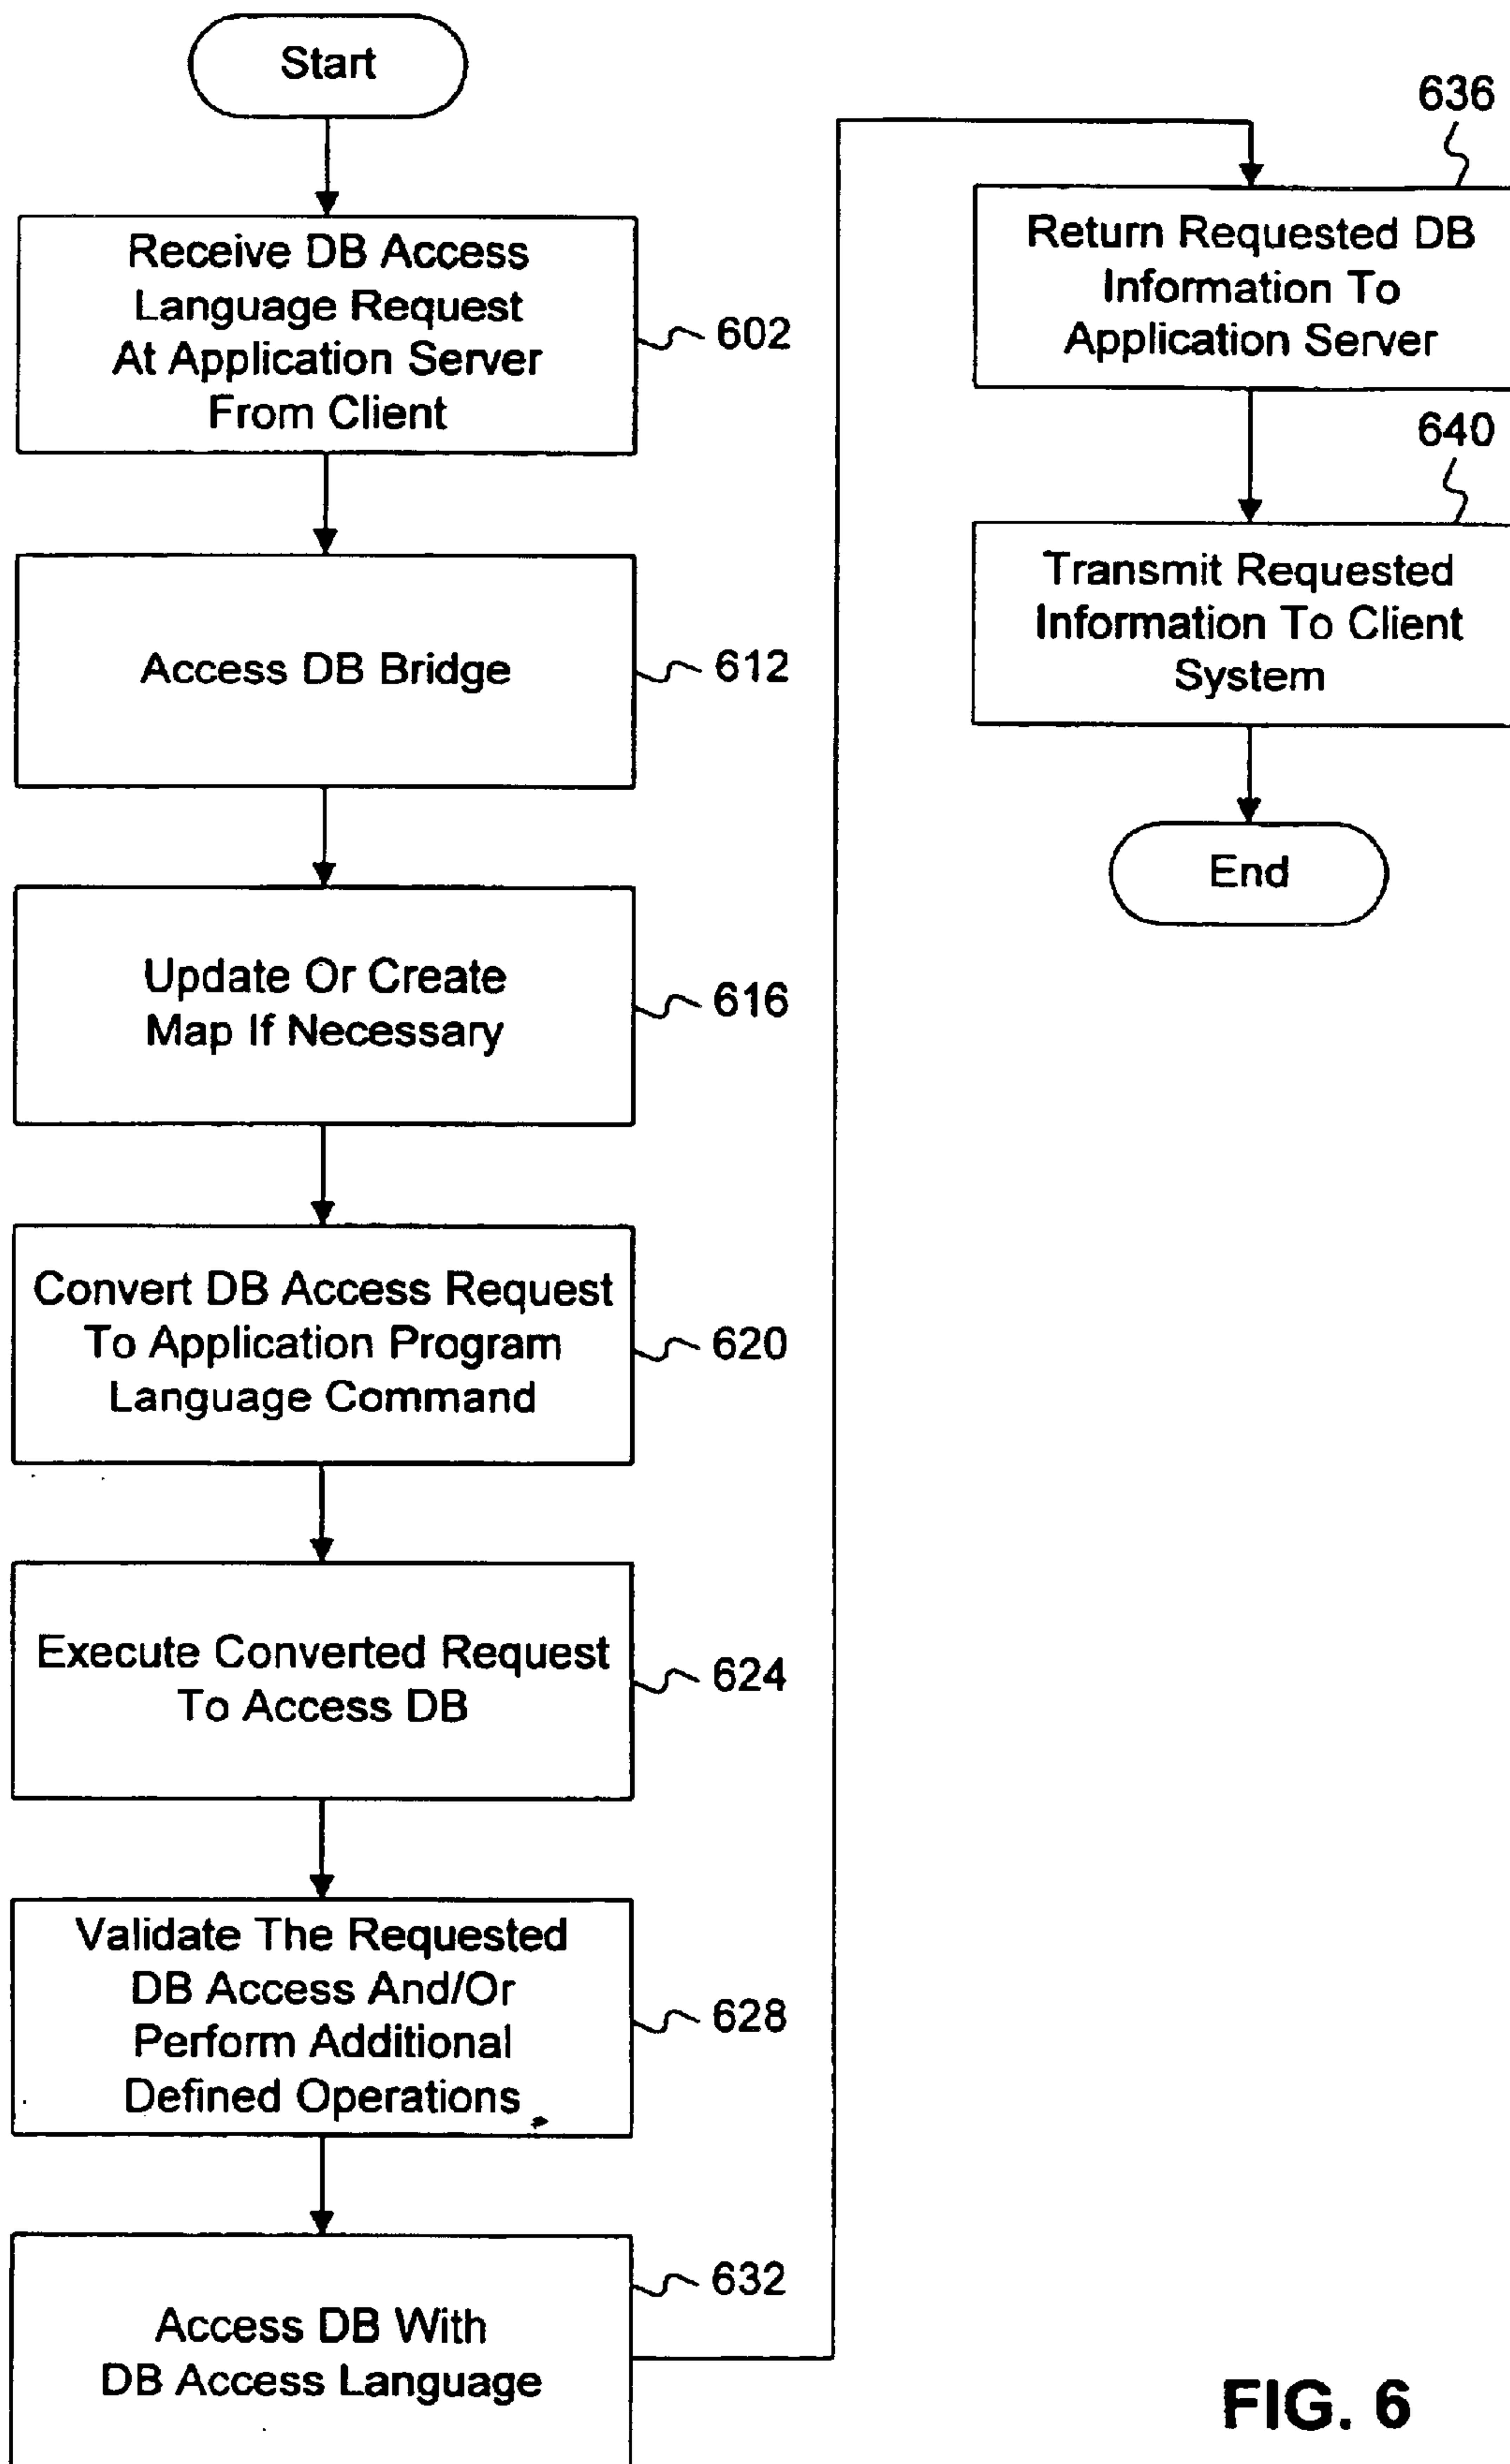 Start
Receive DB Access
Language Request
At Application Server
From Client
602
Access DB Bridge
612
Update Or Create
Map If Necessary
616
Convert DB Access Request
To Application Program
Language Command
620
Execute Converted Request
To Access DB
624
Validate The Requested
DB Access And/Or
Perform Additional
Defined Operations
628
Access DB With
DB Access Language
632
636
Return Requested DB
Information To
Application Server
640
Transmit Requested
Information To Client
System
End
FIG. 6